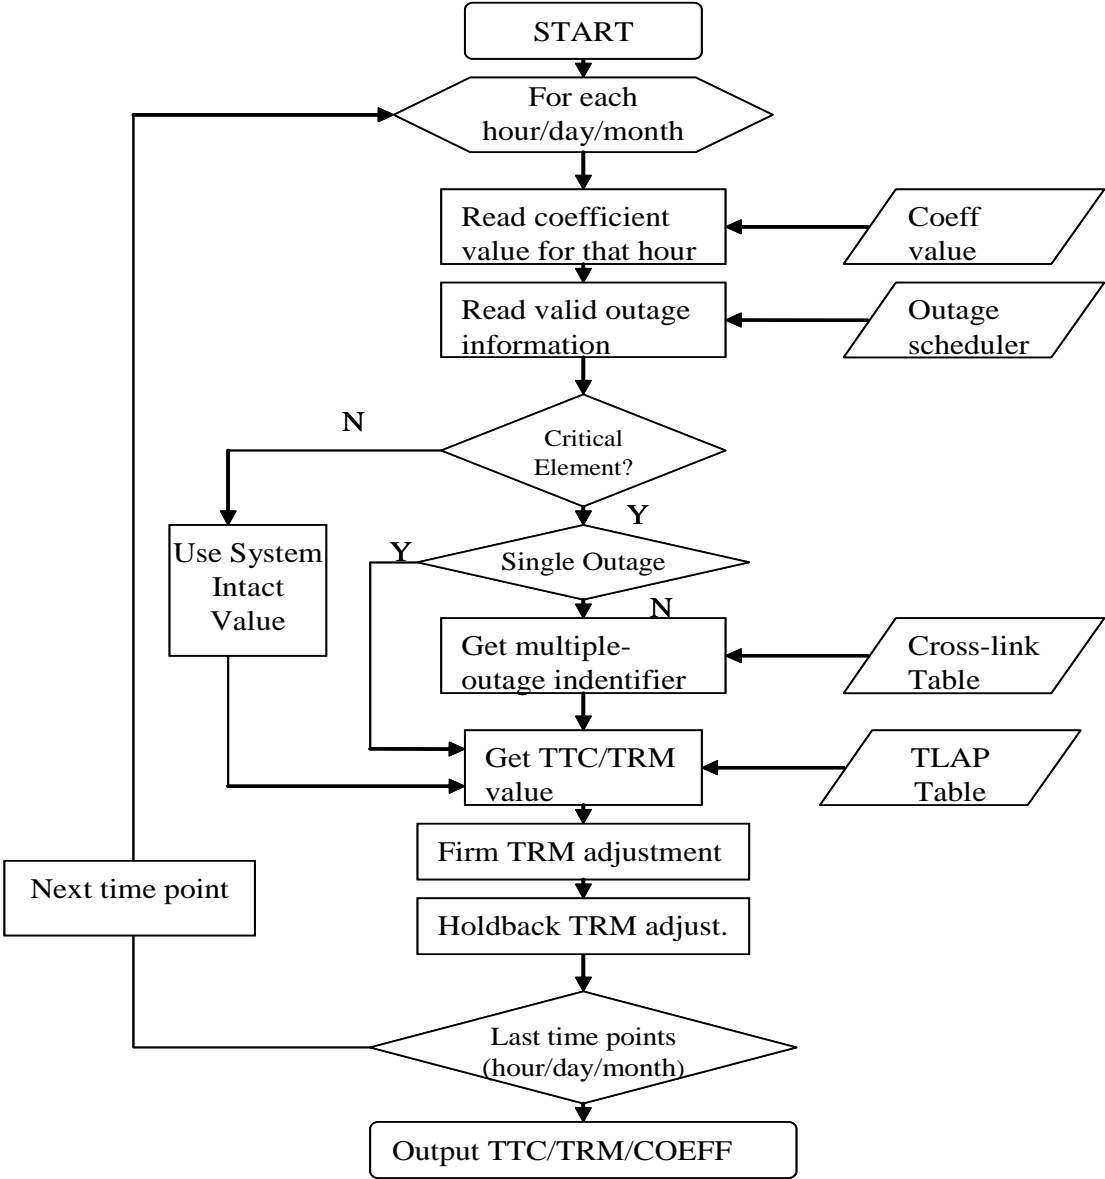 START
For each
hour/day/month
Read coefficient
value for that hour
Coeff
value
Read valid outage
information
Outage
scheduler
N
Critical
Element?
Y
Use System
Intact
Value
Y
Single Outage
N
Get multiple-
outage indentifier
Cross-link
Table
Get TTC/TRM
value
TLAP
Table
Firm TRM adjustment
Next time point
Holdback TRM adjust.
Last time points
(hour/day/month)
Output TTC/TRM/COEFF